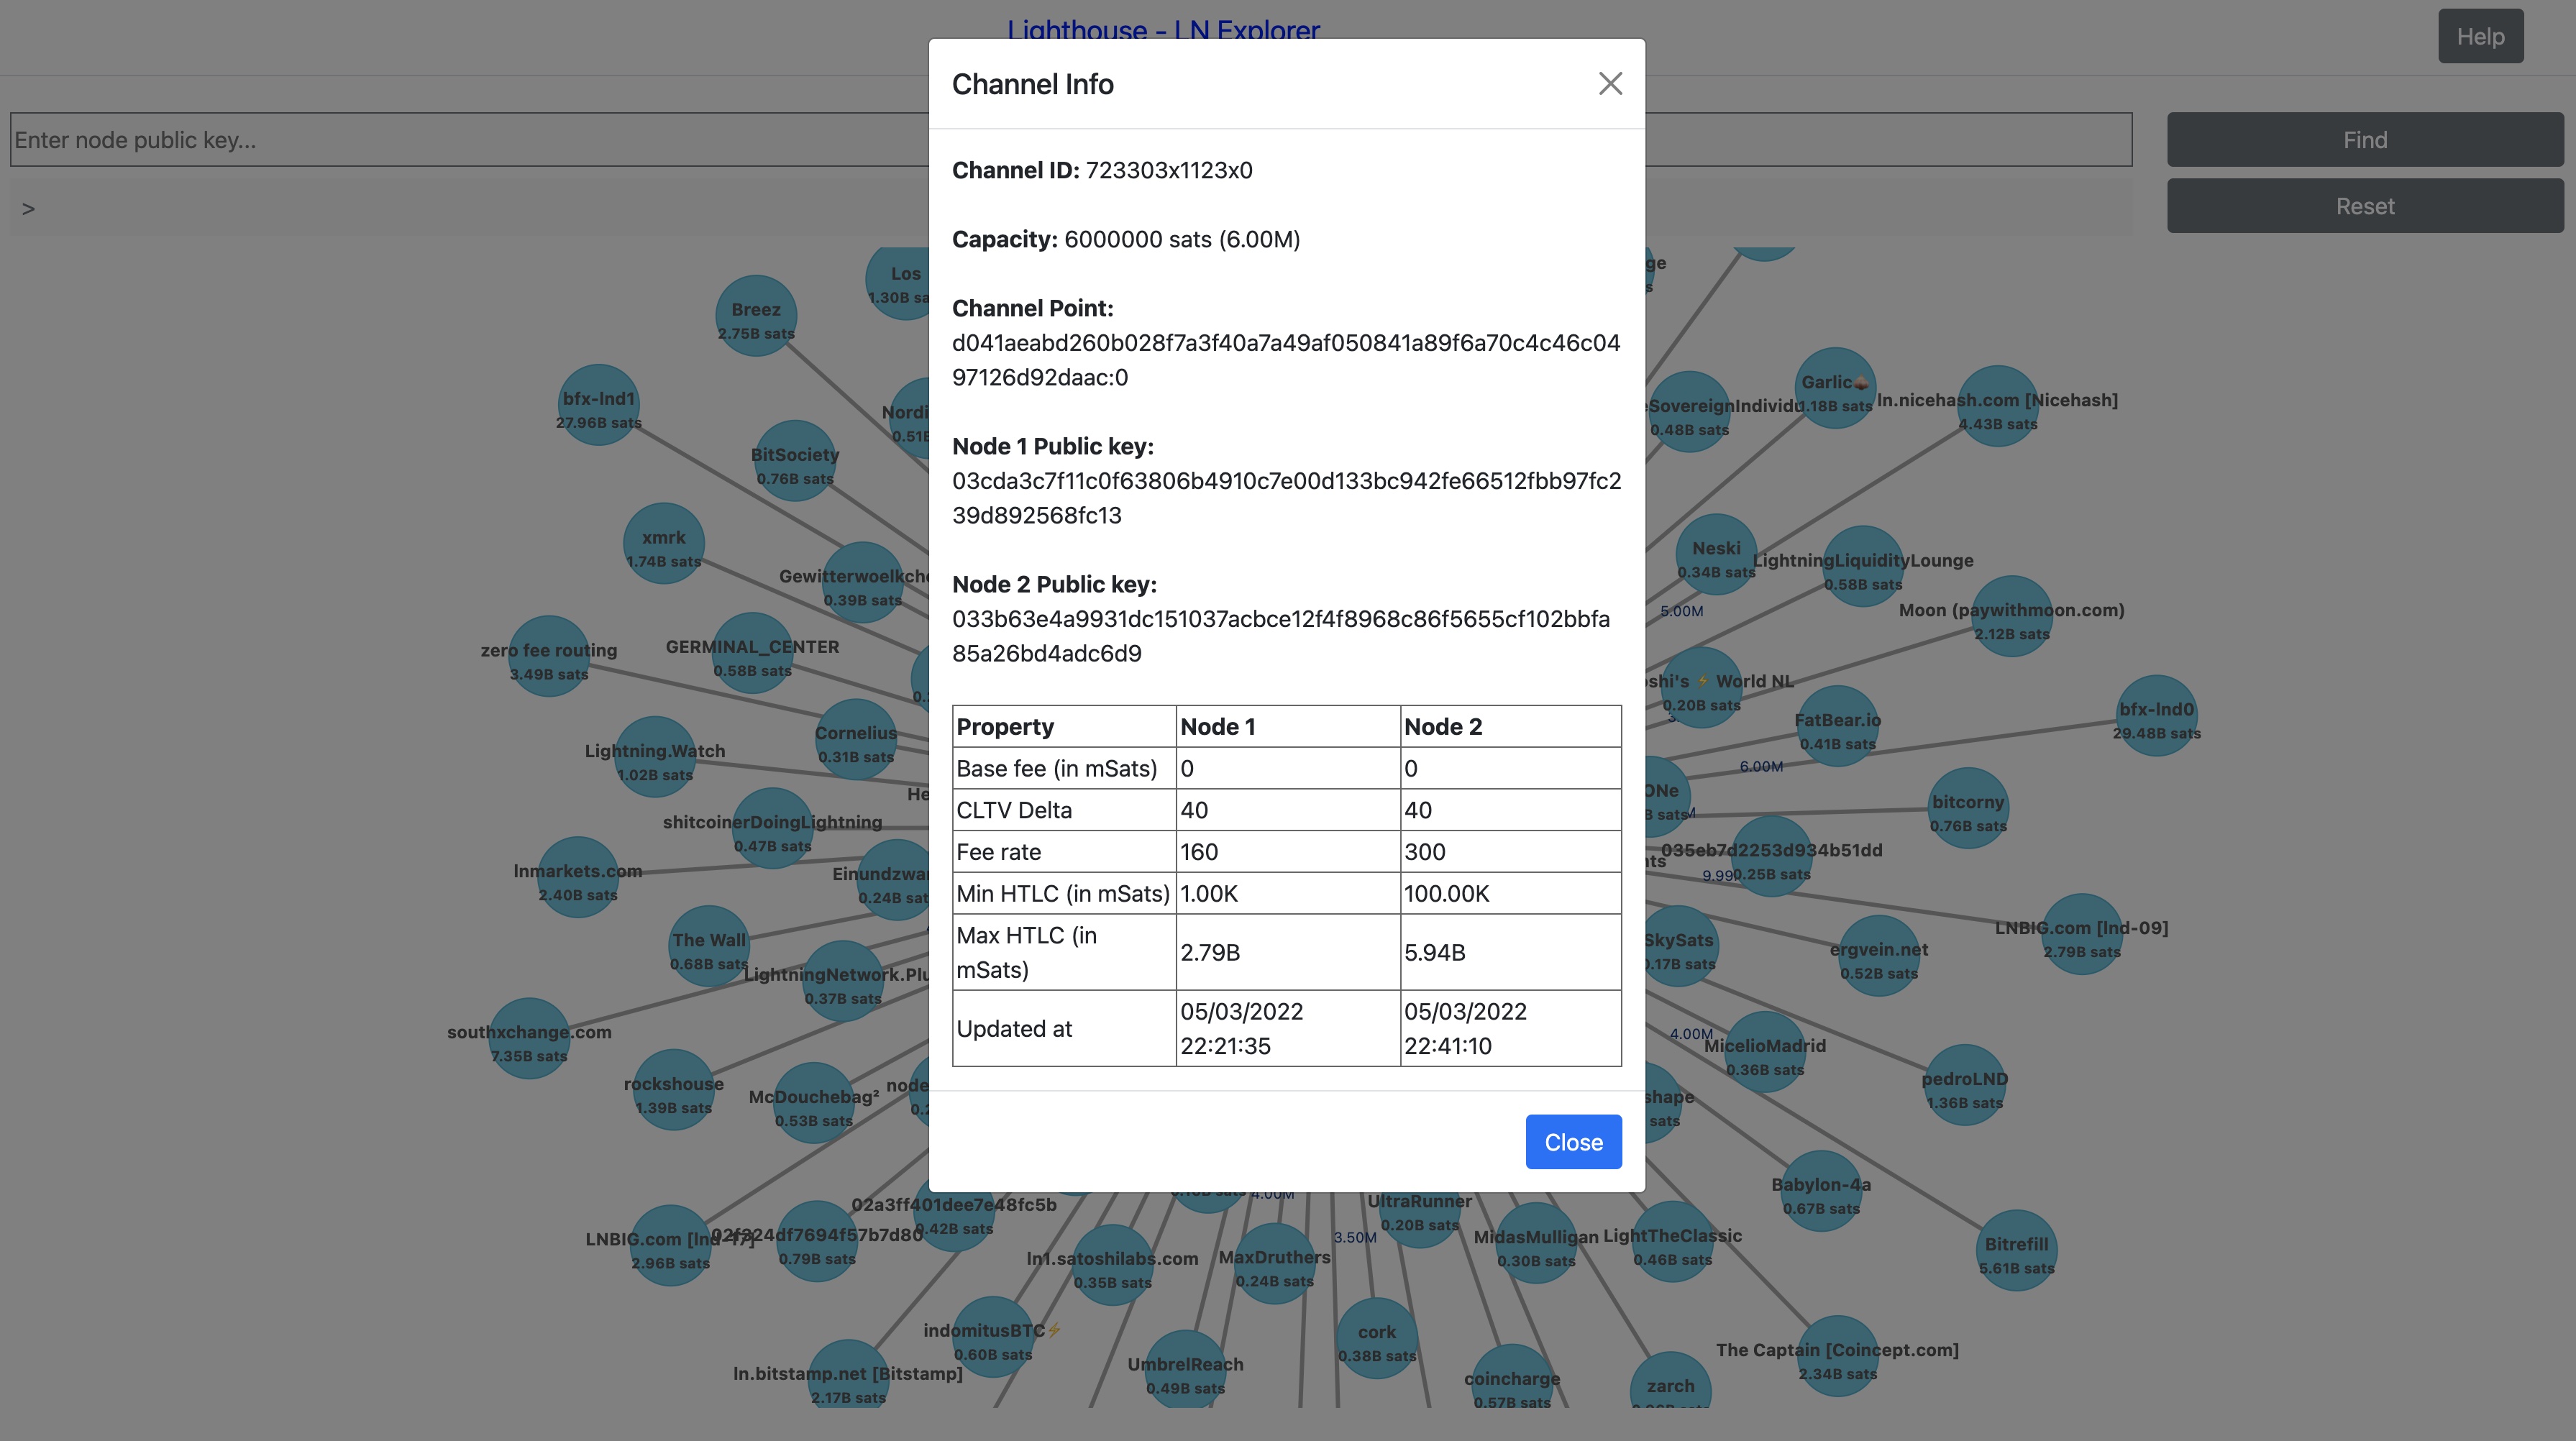 Lighthouse - LN Explorer
Help
Enter node public key...
Find
>
Reset
Channel Info
Channel ID: 723303x1123x0
Capacity: 6000000 sats (6.00M)
Channel Point:
d041aeabd260b028f7a3f40a7a49af050841a89f6a70c4c46c04
97126d92daac:0
Node 1 Public key:
03cda3c7f11c0f63806b4910c7e00d133bc942fe66512fbb97fc2
39d892568fc13
Node 2 Public key:
033b63e4a9931dc151037acbce12f4f8968c86f5655cf102bbfa
85a26bd4adc6d9
Property Node 1 Node 2
Base fee (in mSats) 0 0
CLTV Delta 40 40
Fee rate 160 300
Min HTLC (in mSats) 1.00K 100.00K
Max HTLC (in
mSats) 2.79B 5.94B
Updated at 05/03/2022 05/03/2022
22:21:35 22:41:10
Close
Los
1.30B sa
Breez
2.75B sats
bfx-lnd1
27.96B sats
Nordi
0.51B
BitSociety
0.76B sats
xmrk
1.74B sats
Gewitterwoelkche
0.39B sats
zero fee routing
3.49B sats
GERMINAL_CENTER
0.58B sats
Cornelius
0.31B sats
Lightning.Watch
1.02B sats
He
shitcoinerDoingLightning
0.47B sats
lnmarkets.com
2.40B sats
Einundzwa
0.24B sat
The Wall
0.68B sats
LightningNetwork.Plu
0.37B sats
southxchange.com
7.35B sats
rockshouse
1.39B sats
McDouchebag²
0.53B sats
node
0.2
02a3ff401dee7e48fc5b
0.42B sats
LNBIG.com [lnd-17]
2.96B sats
02f324df7694f57b7d80
0.79B sats
ln1.satoshilabs.com
0.35B sats
MaxDruthers
0.24B sats
indomitusBTC⚡
0.60B sats
ln.bitstamp.net [Bitstamp]
2.17B sats
UmbrelReach
0.49B sats
4.00M
3.50M
cork
0.38B sats
UltraRunner
0.20B sats
MidasMulligan
0.30B sats
LightTheClassic
0.46B sats
coincharge
0.57B sats
zarch
The Captain [Coincept.com]
2.34B sats
Bitrefill
5.61B sats
Babylon-4a
0.67B sats
shape
sats
pedroLND
1.36B sats
4.00M
MicelioMadrid
0.36B sats
SkySats
0.17B sats
ergvein.net
0.52B sats
LNBIG.com [lnd-09]
2.79B sats
9.99
035eb7d2253d934b51dd
0.25B sats
nts
ONe
B sats
bitcorny
0.76B sats
6.00M
bfx-lnd0
29.48B sats
FatBear.io
0.41B sats
oshi's ⚡ World NL
0.20B sats
Moon (paywithmoon.com)
2.12B sats
5.00M
Neski
0.34B sats
LightningLiquidityLounge
0.58B sats
eSovereignIndividu
0.48B sats
Garlic🧄
1.18B sats
ln.nicehash.com [Nicehash]
4.43B sats
ge
s